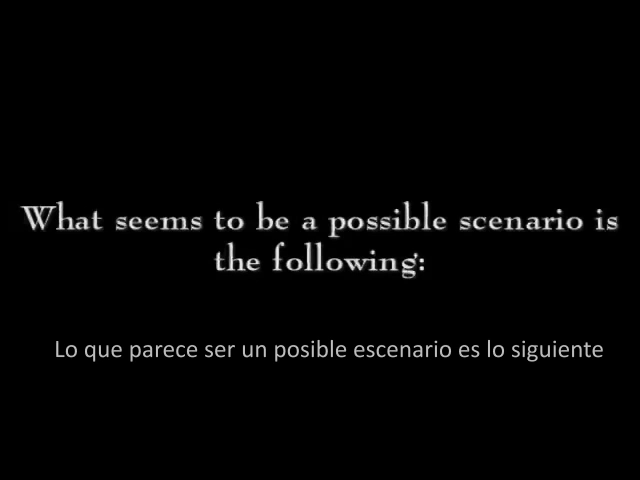 What seems to be a possible scenario is
the following:
Lo que parece ser un posible escenario es lo siguiente